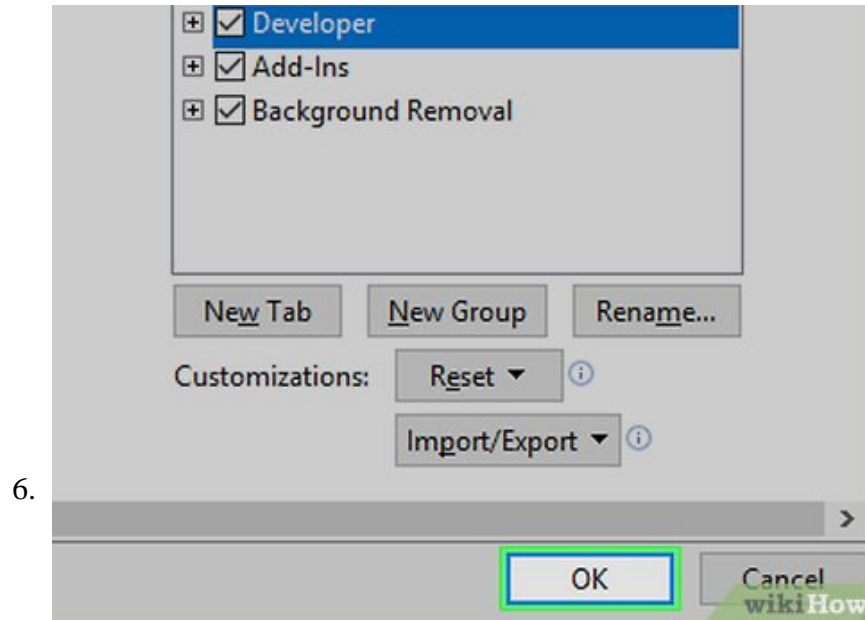 Developer
Add-Ins
Background Removal
New Tab New Group Rename...
Customizations: Reset
Import/Export
6.
OK Cancel
wikiHow